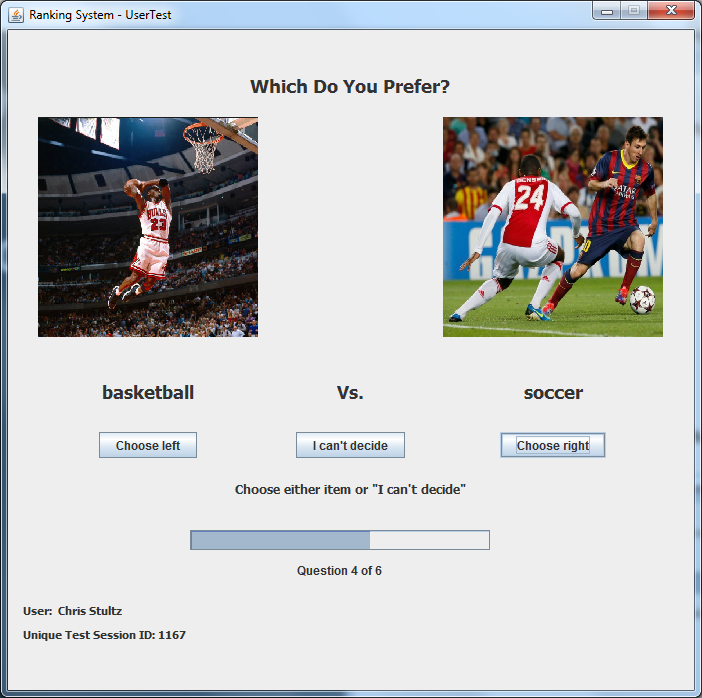 Ranking System - UserTest
Which Do You Prefer?
BULLS
23
24
QATAR
basketball
Vs.
soccer
Choose left
I can't decide
Choose right
Choose either item or "I can't decide"
Question 4 of 6
User: Chris Stultz
Unique Test Session ID: 1167